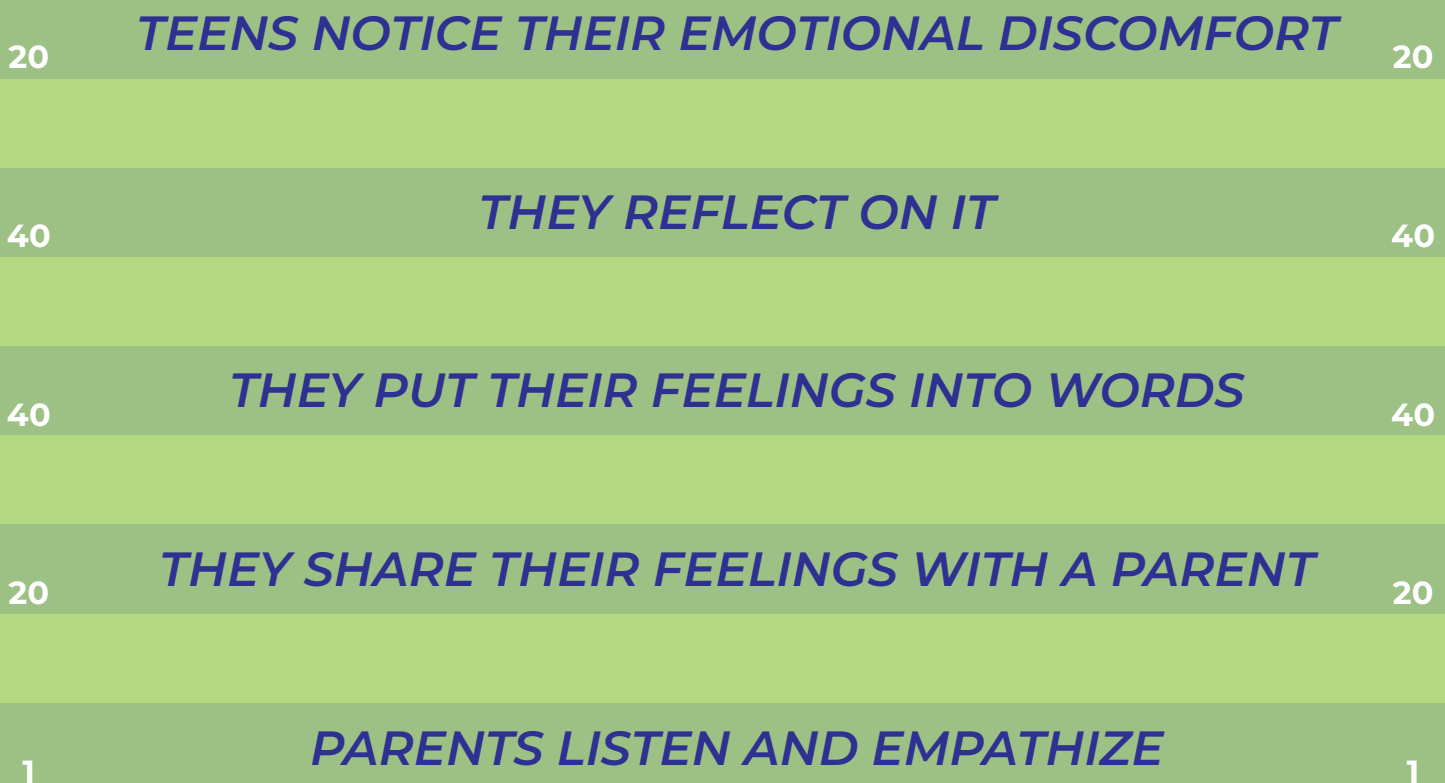 TEENS NOTICE THEIR EMOTIONAL DISCOMFORT
20 20
THEY REFLECT ON IT
40 40
THEY PUT THEIR FEELINGS INTO WORDS
40 40
THEY SHARE THEIR FEELINGS WITH A PARENT
20 20
PARENTS LISTEN AND EMPATHIZE
1 1